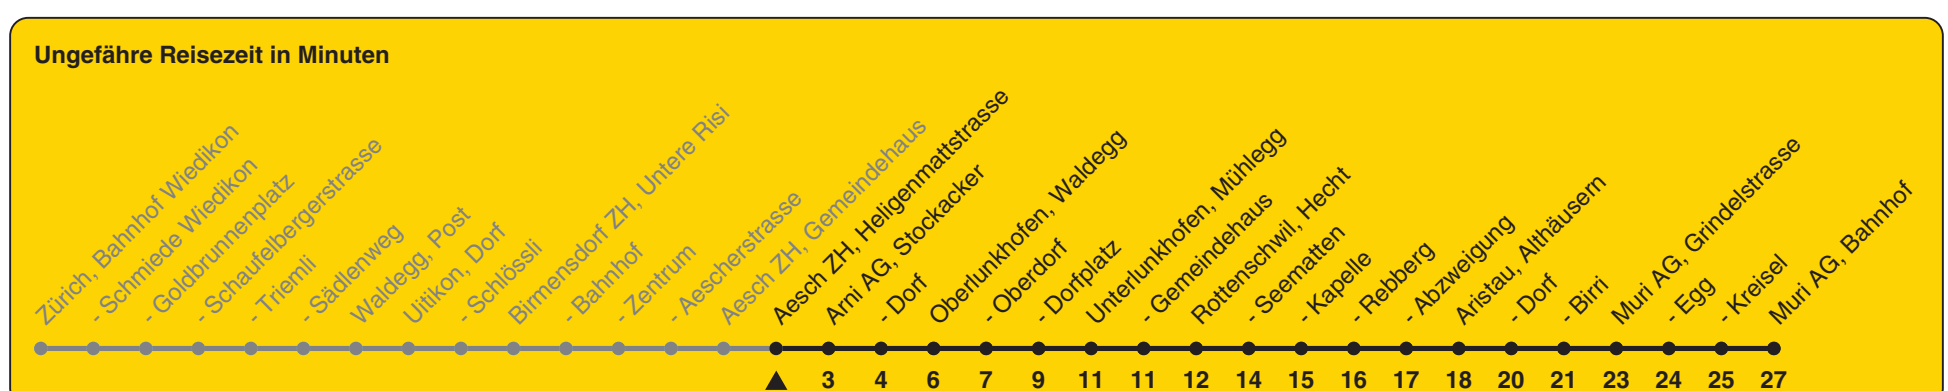 Ungefähre Reisezeit in Minuten
Zürich, Bahnhof Wiedikon
- Schmiede Wiedikon
- Goldbrunnenplatz
- Schaufelbergerstrasse
- Triemli
- Sädlenweg
Waldegg, Post
Uitikon, Dorf
- Schlössli
Birmensdorf ZH, Untere Risi
- Bahnhof
- Zentrum
- Aescherstrasse
Aesch ZH, Gemeindehaus
Aesch ZH, Heligenmattstrasse
Arni AG, Stockacker
- Dorf
Oberlunkhofen, Waldegg
- Oberdorf
- Dorfplatz
Unterlunkhofen, Mühlegg
- Gemeindehaus
Rottenschwil, Hecht
- Seematten
- Kapelle
- Rebberg
- Abzweigung
Aristau, Althäusern
- Dorf
- Birri
Muri AG, Grindelstrasse
- Egg
- Kreisel
Muri AG, Bahnhof
3 4 6 7 9 11 11 12 14 15 16 17 18 20 21 23 24 25 27